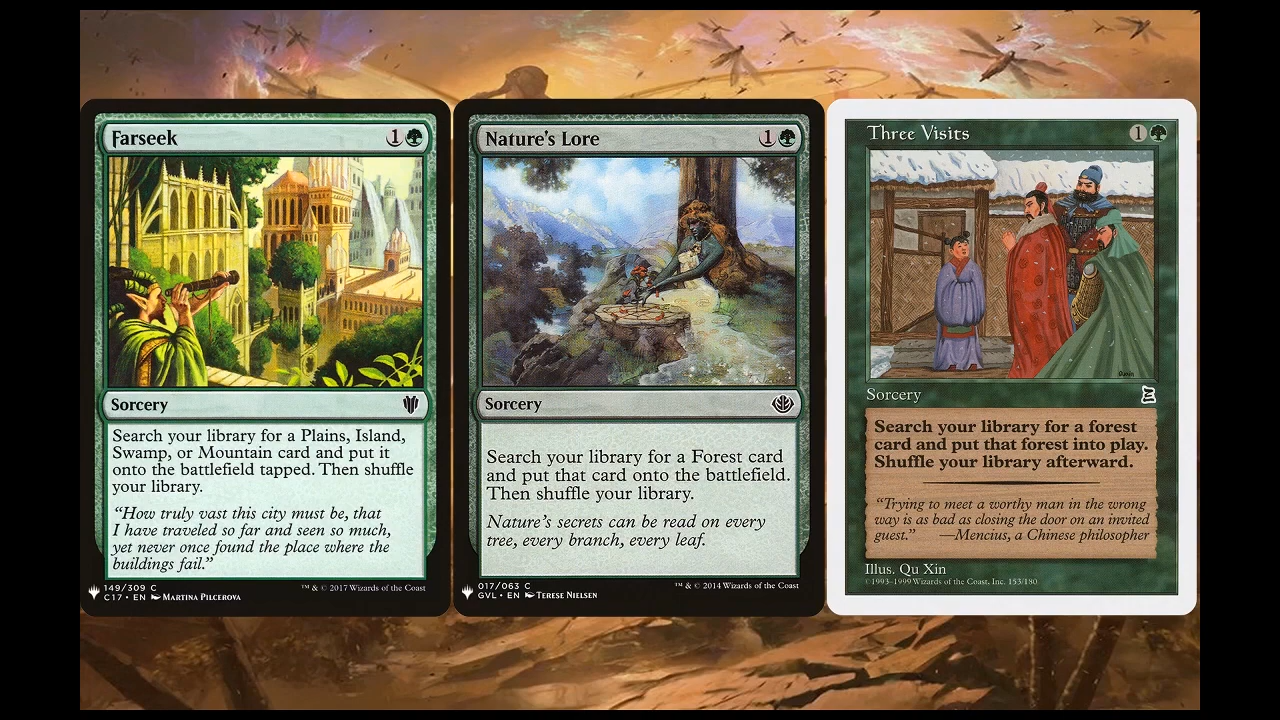 Farseek
1
Sorcery
Search your library for a Plains, Island,
Swamp, or Mountain card and put it
onto the battlefield tapped. Then shuffle
your library.
“How truly vast this city must be, that
I have traveled so far and seen so much,
yet never once found the place where the
buildings fail.”
149/309 C
C17 • EN MARTINA PILCEROVA
™ & © 2017 Wizards of the Coast
Nature's Lore
1
Sorcery
Search your library for a Forest card
and put that card onto the battlefield.
Then shuffle your library.
Nature's secrets can be read on every
tree, every branch, every leaf.
017/063 C
GVL • EN TERESE NIELSEN
™ & © 2014 Wizards of the Coast
Three Visits
1
Sorcery
Search your library for a forest
card and put that forest into play.
Shuffle your library afterward.
“Trying to meet a worthy man in the wrong
way is as bad as closing the door on an invited
guest.” —Mencius, a Chinese philosopher
Illus. Qu Xin
©1993-1999 Wizards of the Coast, Inc. 153/180